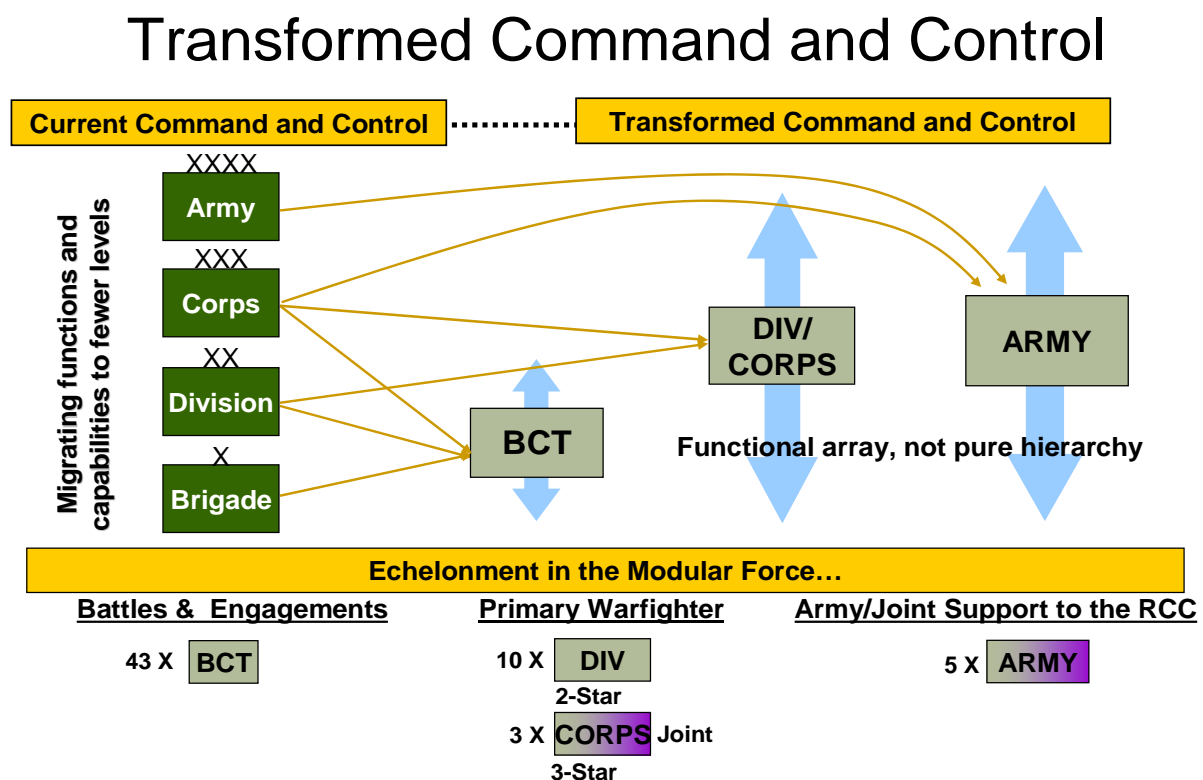 Transformed Command and Control
Current Command and Control
Transformed Command and Control
Migrating functions and
capabilities to fewer levels
XXXX
Army
XXX
Corps
XX
Division
X
Brigade
BCT
DIV/
CORPS
ARMY
Functional array, not pure hierarchy
Echelonment in the Modular Force…
Battles & Engagements
43 X BCT
Primary Warfighter
10 X DIV
2-Star
3 X CORPS Joint
3-Star
Army/Joint Support to the RCC
5 X ARMY